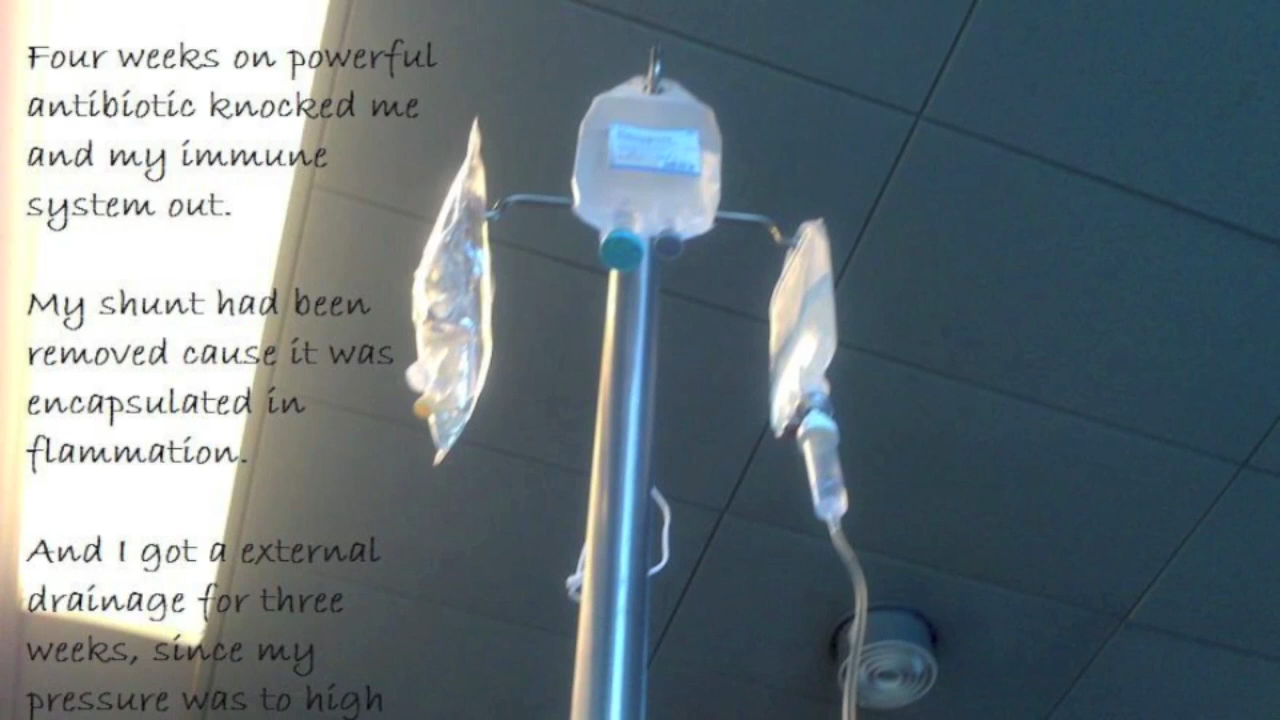 Four weeks on powerful
antibiotic knocked me
and my immune
system out.
My shunt had been
removed cause it was
encapsulated in
flammation.
And I got a external
drainage for three
weeks, since my
pressure was to high